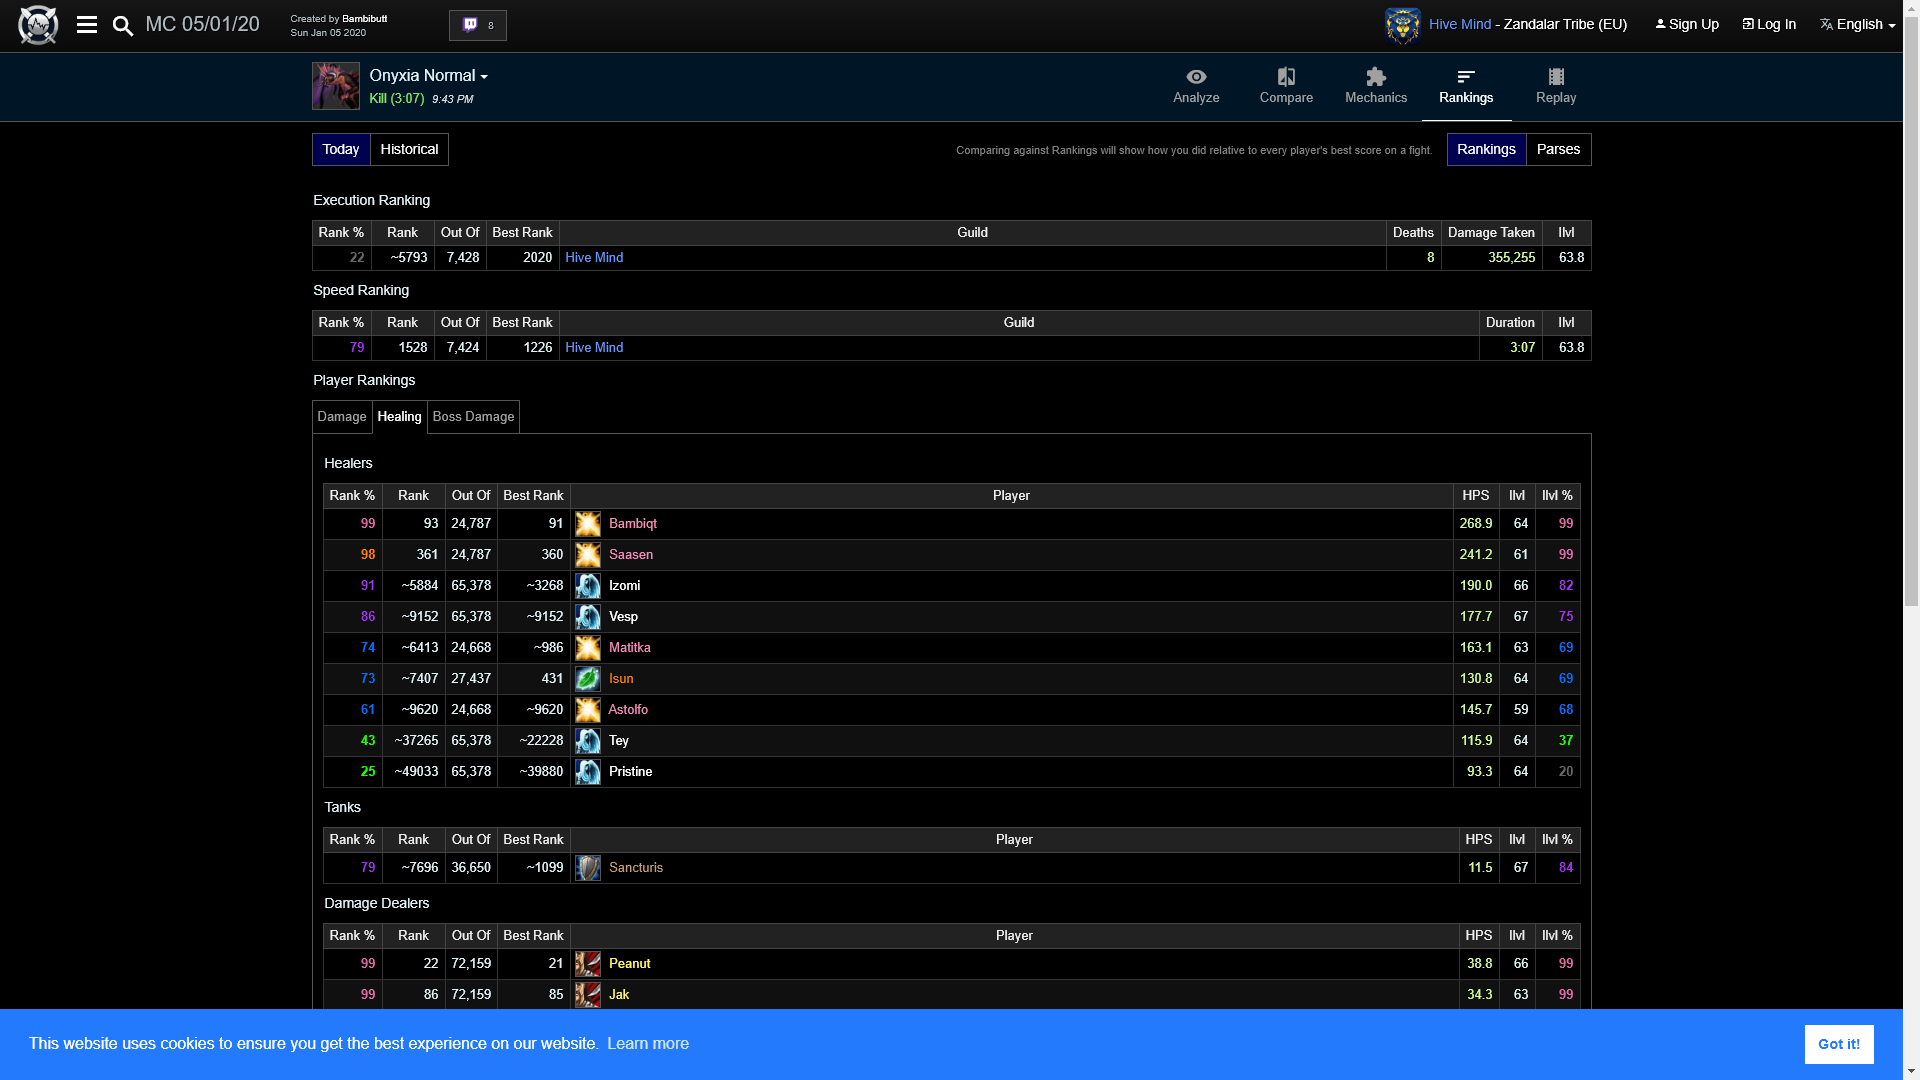 MC 05/01/20
Created by Bambibutt
Sun Jan 05 2020
8
Hive Mind - Zandalar Tribe (EU)
Sign Up
Log In
English
Onyxia Normal
Kill (3:07) 9:43 PM
Analyze
Compare
Mechanics
Rankings
Replay
Today
Historical
Comparing against Rankings will show how you did relative to every player's best score on a fight.
Rankings
Parses
Execution Ranking
Rank % Rank Out Of Best Rank Guild Deaths Damage Taken Ilvl
22 ~5793 7,428 2020 Hive Mind 8 355,255 63.8
Speed Ranking
Rank % Rank Out Of Best Rank Guild Duration Ilvl
79 1528 7,424 1226 Hive Mind 3:07 63.8
Player Rankings
Damage Healing Boss Damage
Healers
Rank % Rank Out Of Best Rank Player HPS Ilvl Ilvl %
99 93 24,787 91 Bambiqt 268.9 64 99
98 361 24,787 360 Saasen 241.2 61 99
91 ~5884 65,378 ~3268 Izomi 190.0 66 82
86 ~9152 65,378 ~9152 Vesp 177.7 67 75
74 ~6413 24,668 ~986 Matitka 163.1 63 69
73 ~7407 27,437 431 Isun 130.8 64 69
61 ~9620 24,668 ~9620 Astolfo 145.7 59 68
43 ~37265 65,378 ~22228 Tey 115.9 64 37
25 ~49033 65,378 ~39880 Pristine 93.3 64 20
Tanks
Rank % Rank Out Of Best Rank Player HPS Ilvl Ilvl %
79 ~7696 36,650 ~1099 Sancturis 11.5 67 84
Damage Dealers
Rank % Rank Out Of Best Rank Player HPS Ilvl Ilvl %
99 22 72,159 21 Peanut 38.8 66 99
99 86 72,159 85 Jak 34.3 63 99
This website uses cookies to ensure you get the best experience on our website. Learn more
Got it!